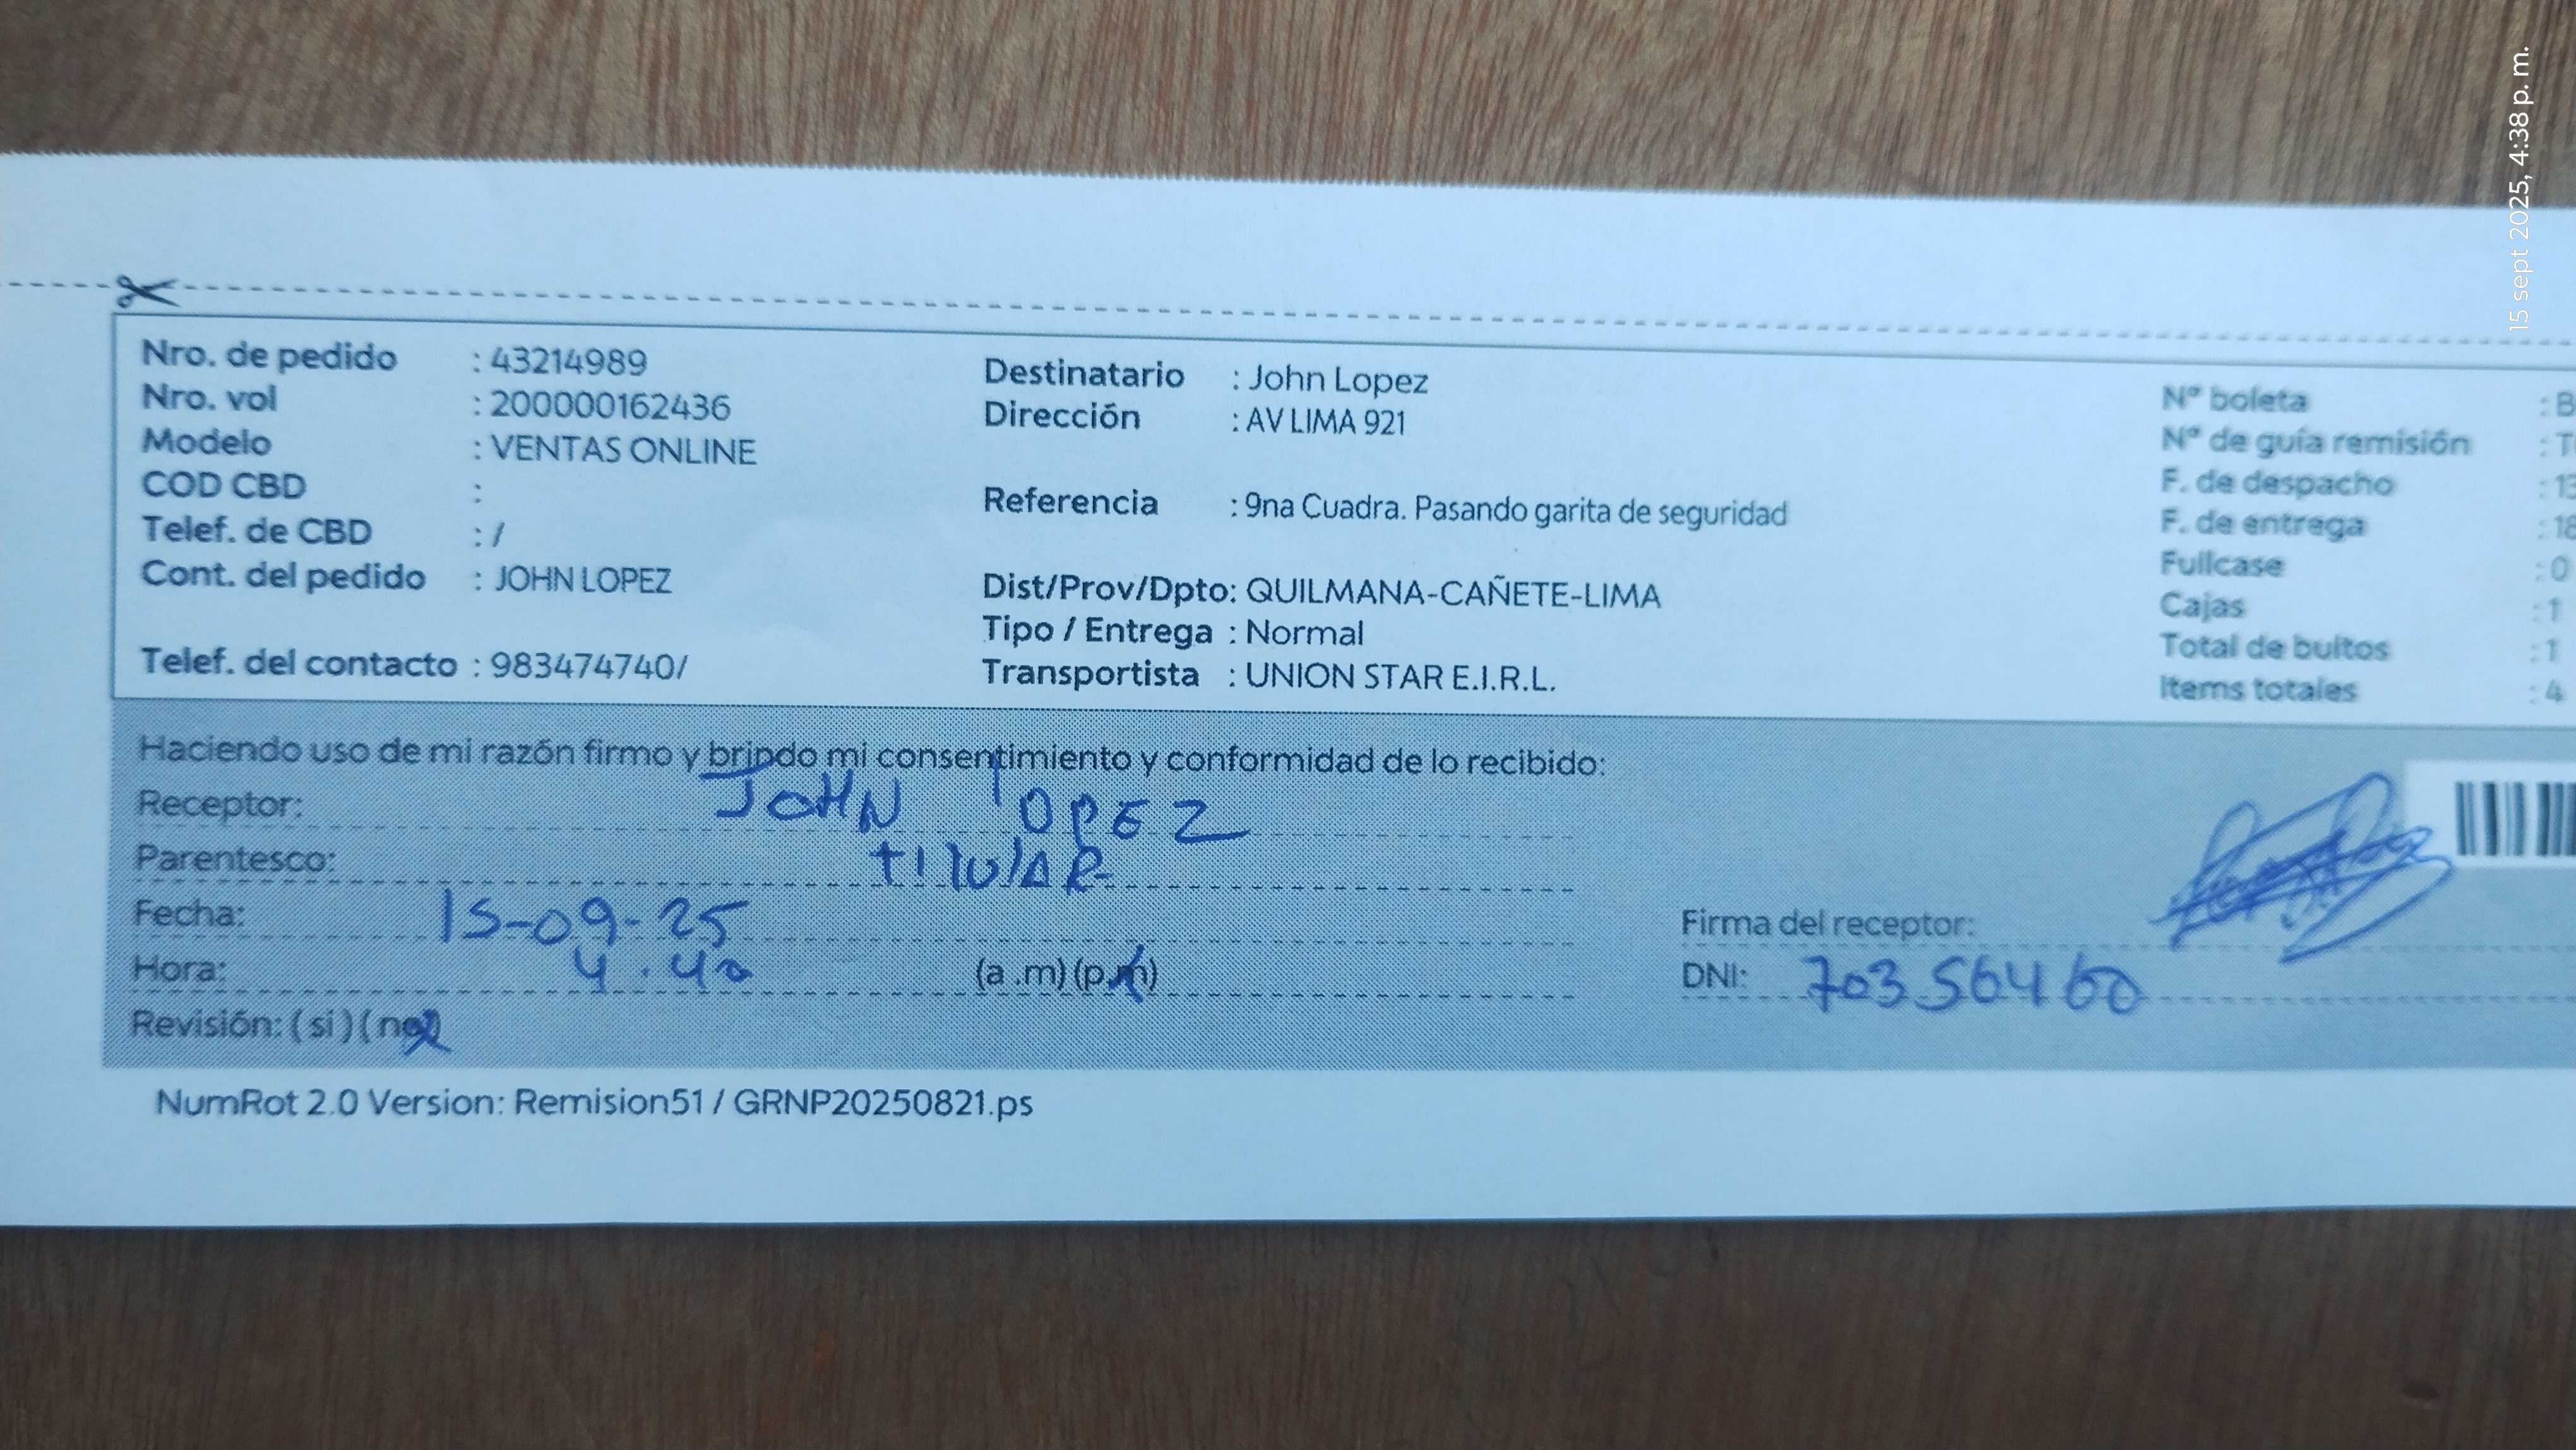 15 sept 2025, 4:38 p. m.
Nro. de pedido : 43214989
Nro. vol : 200000162436
Modelo : VENTAS ONLINE
COD CBD :
Telef. de CBD : /
Cont. del pedido : JOHN LOPEZ
Telef. del contacto : 983474740/
Destinatario : John Lopez
Dirección : AV LIMA 921
Referencia : 9na Cuadra. Pasando garita de seguridad
Dist/Prov/Dpto: QUILMANA-CAÑETE-LIMA
Tipo / Entrega : Normal
Transportista : UNION STAR E.I.R.L.
Nº boleta : B
Nº de guía remisión : T
F. de despacho : 13
F. de entrega : 18
Fullcase : 0
Cajas : 1
Total de bultos : 1
Items totales : 4
Haciendo uso de mi razón firmo y brindo mi consentimiento y conformidad de lo recibido:
Receptor: JOHN LOPEZ
Parentesco: TITULAR
Fecha: 15-09-25
Hora: 4.40 (a .m) (p.m)
Revisión: ( si ) ( no )
Firma del receptor:
DNI: 70356460
NumRot 2.0 Version: Remision51 / GRNP20250821.ps